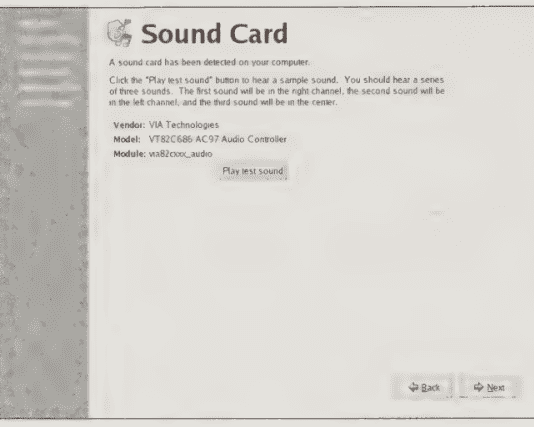 Sound Card
A sound card has been detected on your computer.
Click the "Play test sound" button to hear a sample sound. You should hear a series
of three sounds. The first sound will be in the right channel, the second sound will be
in the left channel, and the third sound will be in the center.
Vendor: VIA Technologies
Model: VT82C686 AC97 Audio Controller
Module: via82cxxx_audio
Play test sound
Back Next